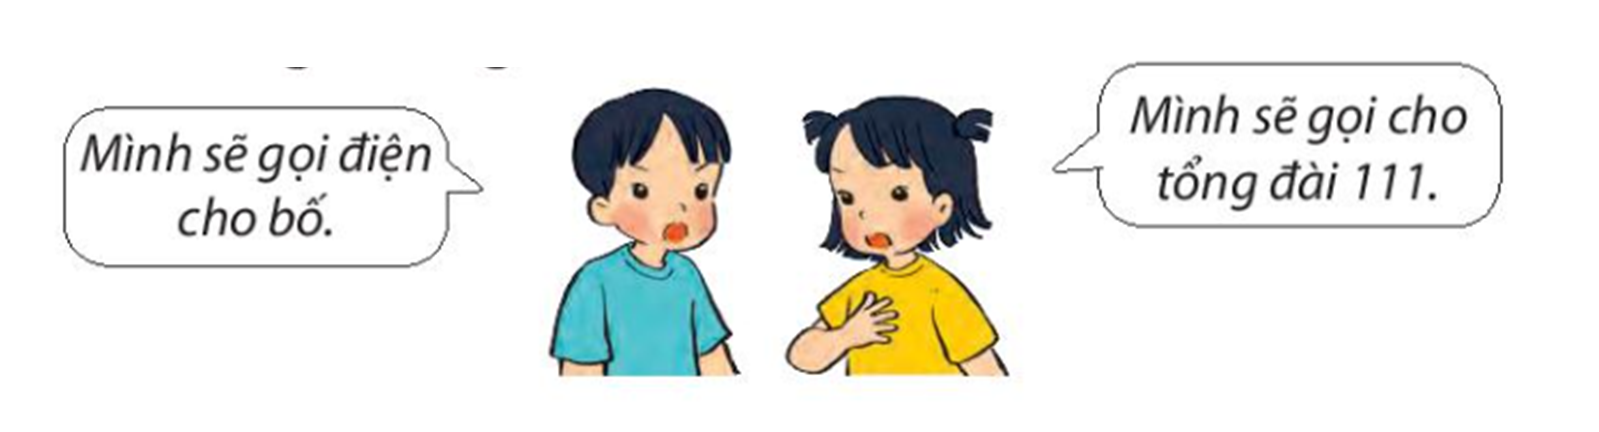 Mình sẽ gọi điện
cho bố.
Mình sẽ gọi cho
tổng đài 111.